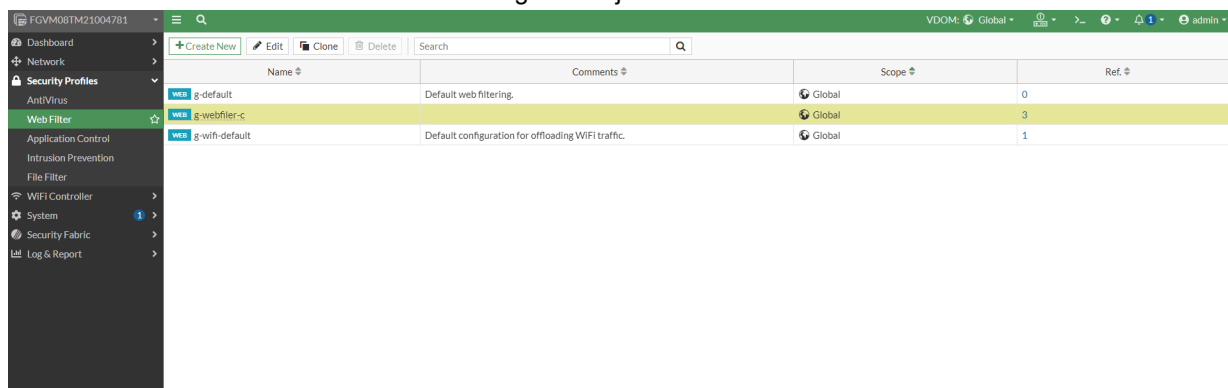 FGVM08TM21004781
VDOM: Global
>_
1
admin
Dashboard
Network
Security Profiles
AntiVirus
Web Filter
Application Control
Intrusion Prevention
File Filter
WiFi Controller
System 1
Security Fabric
Log & Report
+Create New Edit Clone Delete Search
Name Comments Scope Ref.
WEB g-default Default web filtering. Global 0
WEB g-webfiler-c Global 3
WEB g-wifi-default Default configuration for offloading WiFi traffic. Global 1